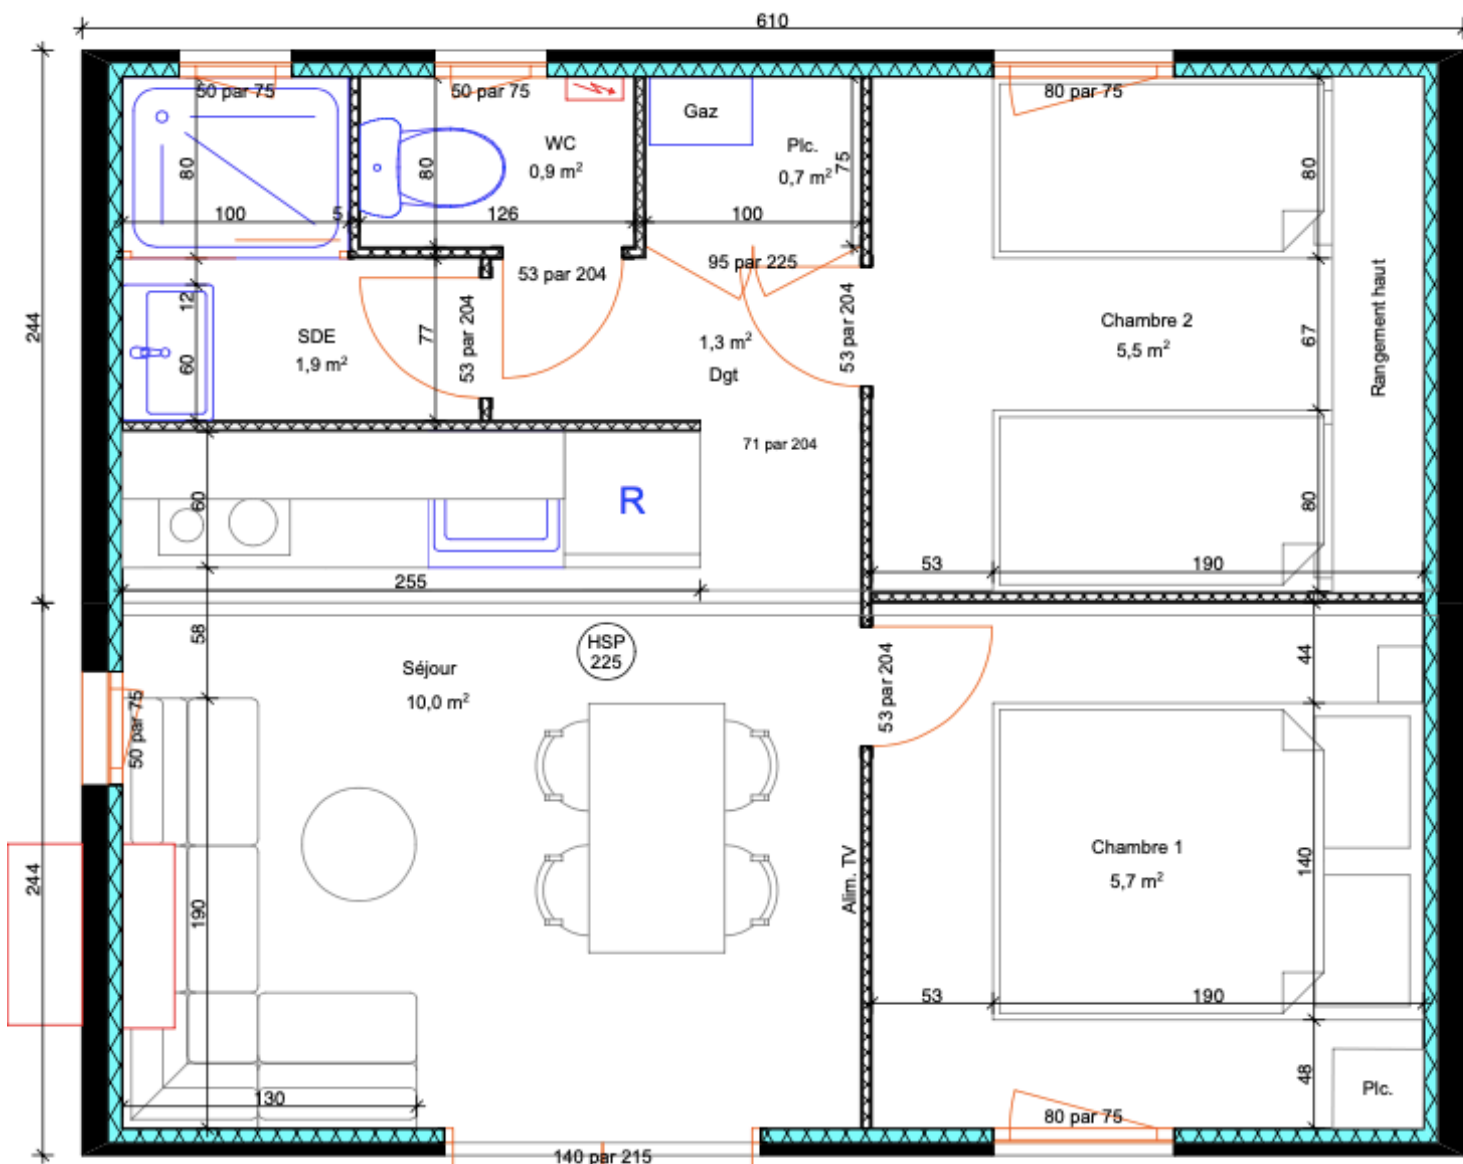 610
50 par 75
50 par 75
80 par 75
Gaz
WC
0,9 m²
Plc.
0,7 m²
80
80
75
80
100
5
126
100
53 par 204
95 par 225
244
12
SDE
1,9 m²
60
77
53 par 204
1,3 m²
Dgt
53 par 204
Chambre 2
5,5 m²
67
Rangement haut
71 par 204
60
R
80
255
53
190
58
HSP
225
Séjour
10,0 m²
53 par 204
44
50 par 75
244
190
Alim. TV
Chambre 1
5,7 m²
140
53
190
130
48
Plc.
80 par 75
140 par 215